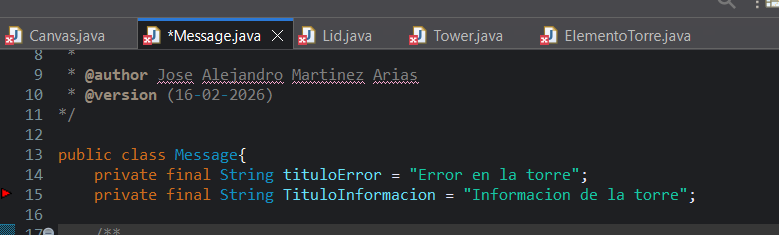 Canvas.java *Message.java Lid.java Tower.java ElementoTorre.java
8 *
9 * @author Jose Alejandro Martinez Arias
10 * @version (16-02-2026)
11 */
12
13 public class Message{
14 private final String tituloError = "Error en la torre";
15 private final String TituloInformacion = "Informacion de la torre";
16
17 /**